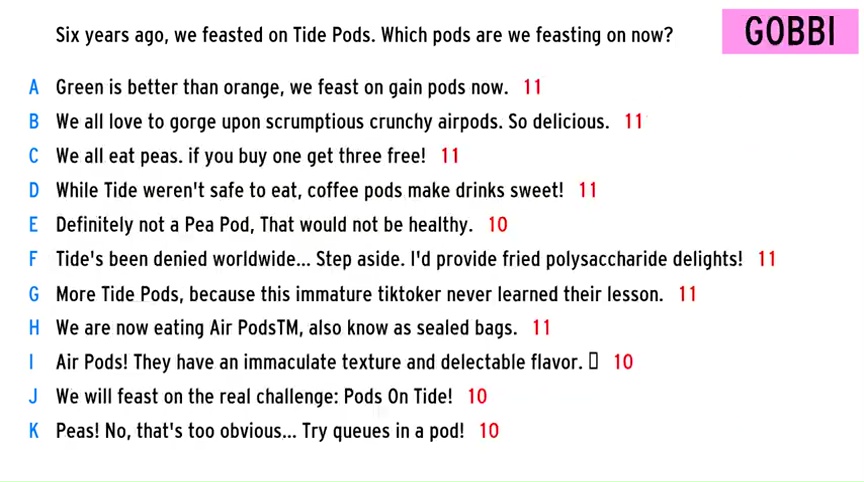 Six years ago, we feasted on Tide Pods. Which pods are we feasting on now?
GOBBI
A Green is better than orange, we feast on gain pods now. 11
B We all love to gorge upon scrumptious crunchy airpods. So delicious. 11
C We all eat peas. if you buy one get three free! 11
D While Tide weren't safe to eat, coffee pods make drinks sweet! 11
E Definitely not a Pea Pod, That would not be healthy. 10
F Tide's been denied worldwide... Step aside. I'd provide fried polysaccharide delights! 11
G More Tide Pods, because this immature tiktoker never learned their lesson. 11
H We are now eating Air PodsTM, also know as sealed bags. 11
I Air Pods! They have an immaculate texture and delectable flavor. ▯ 10
J We will feast on the real challenge: Pods On Tide! 10
K Peas! No, that's too obvious... Try queues in a pod! 10